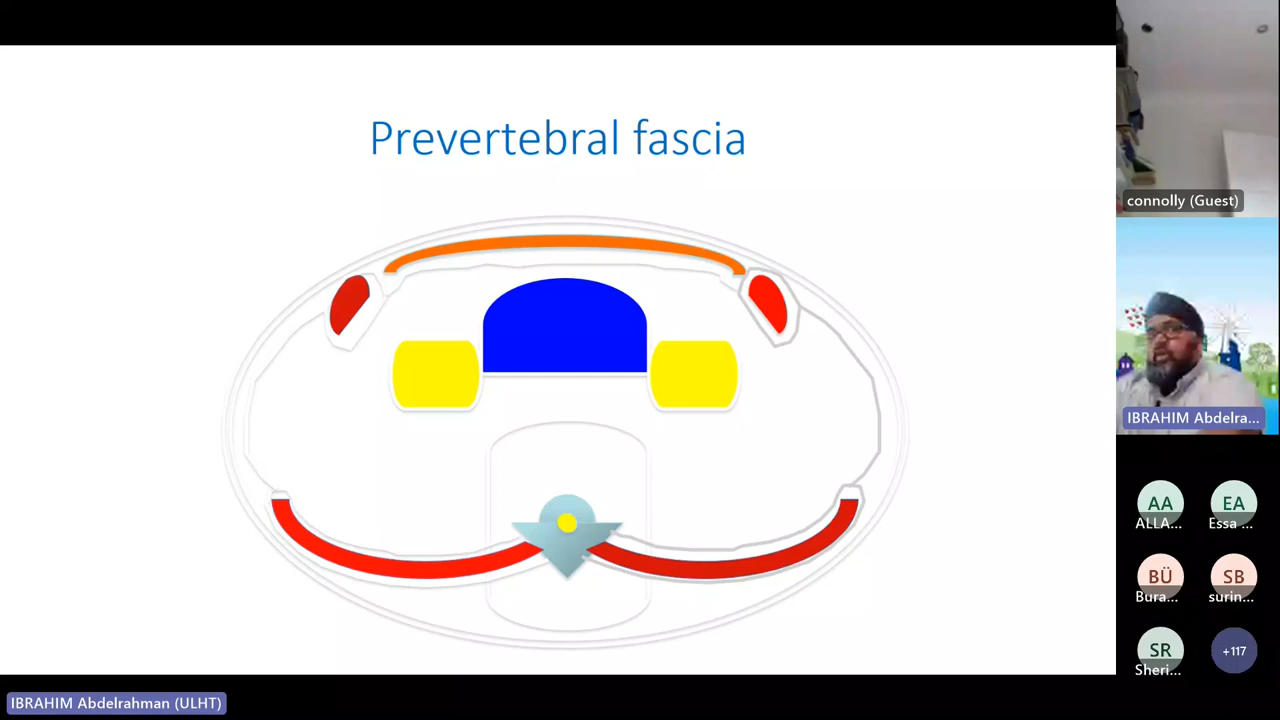 Prevertebral fascia
connolly (Guest)
IBRAHIM Abdelra...
AA
EA
ALLA...
Essa ...
BÜ
SB
Bura...
surin...
SR
+117
Sheri...
IBRAHIM Abdelrahman (ULHT)